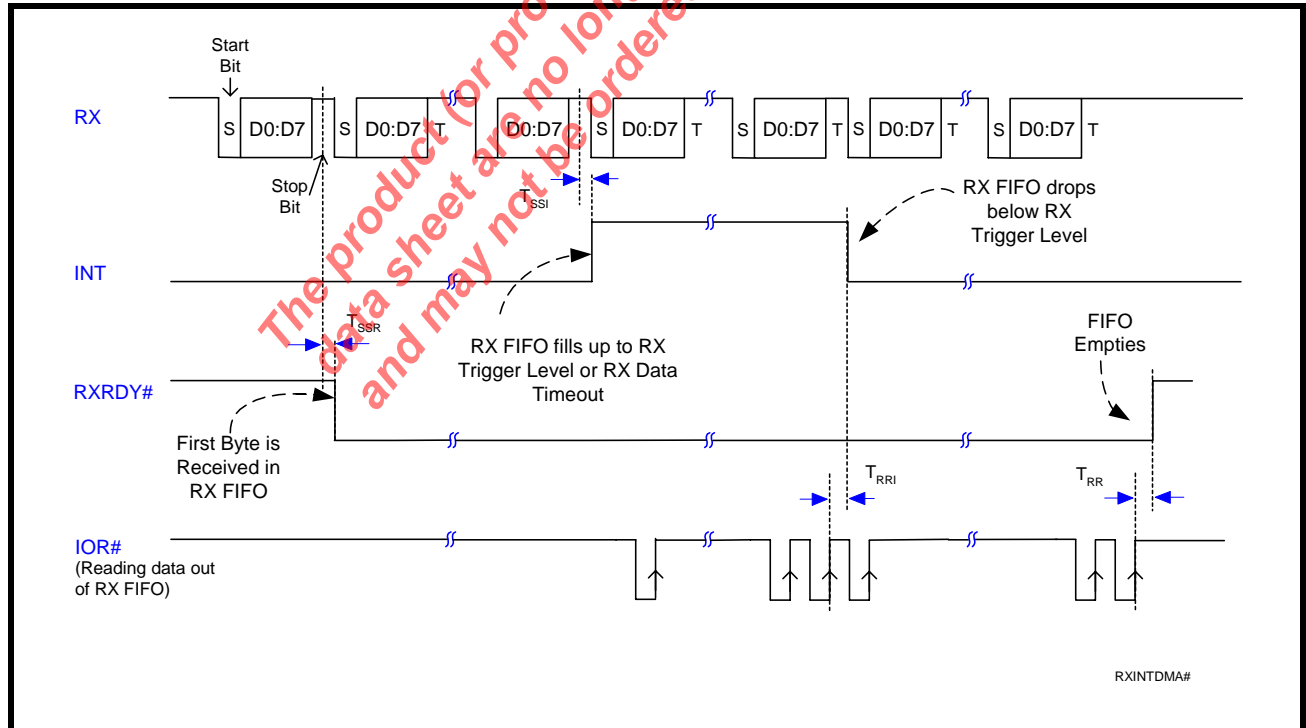 Start
Bit
RX
S D0:D7 S D0:D7 T D0:D7 S D0:D7 T S D0:D7 T S D0:D7 T S D0:D7 T
Stop
Bit
TSSI
RX FIFO drops
below RX
Trigger Level
INT
TSSR
RX FIFO fills up to RX
Trigger Level or RX Data
Timeout
FIFO
Empties
RXRDY#
First Byte is
Received in
RX FIFO
TRRI
TRR
IOR#
(Reading data out
of RX FIFO)
RXINTDMA#
The product (or pro
data sheet are no lon
and may not be ordere